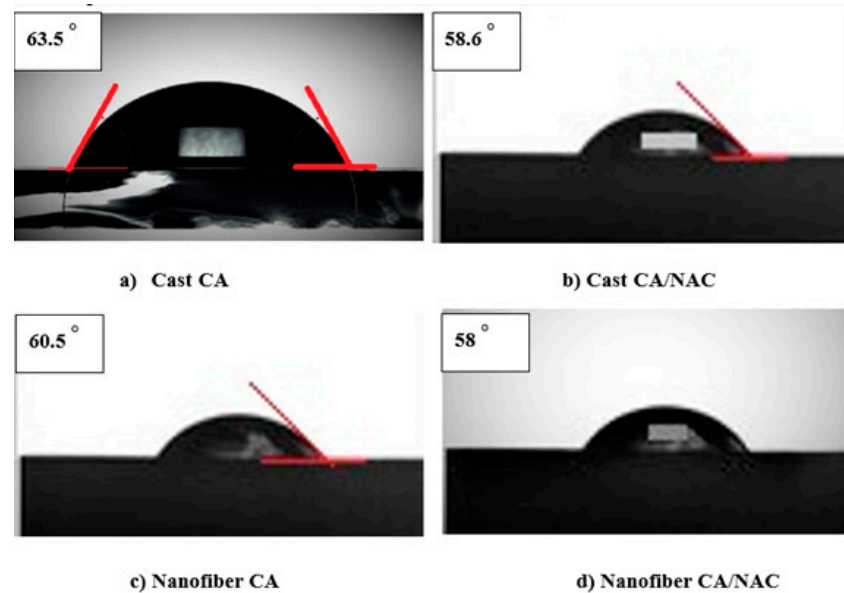 63.5 °
58.6 °
a) Cast CA
b) Cast CA/NAC
60.5 °
58 °
c) Nanofiber CA
d) Nanofiber CA/NAC